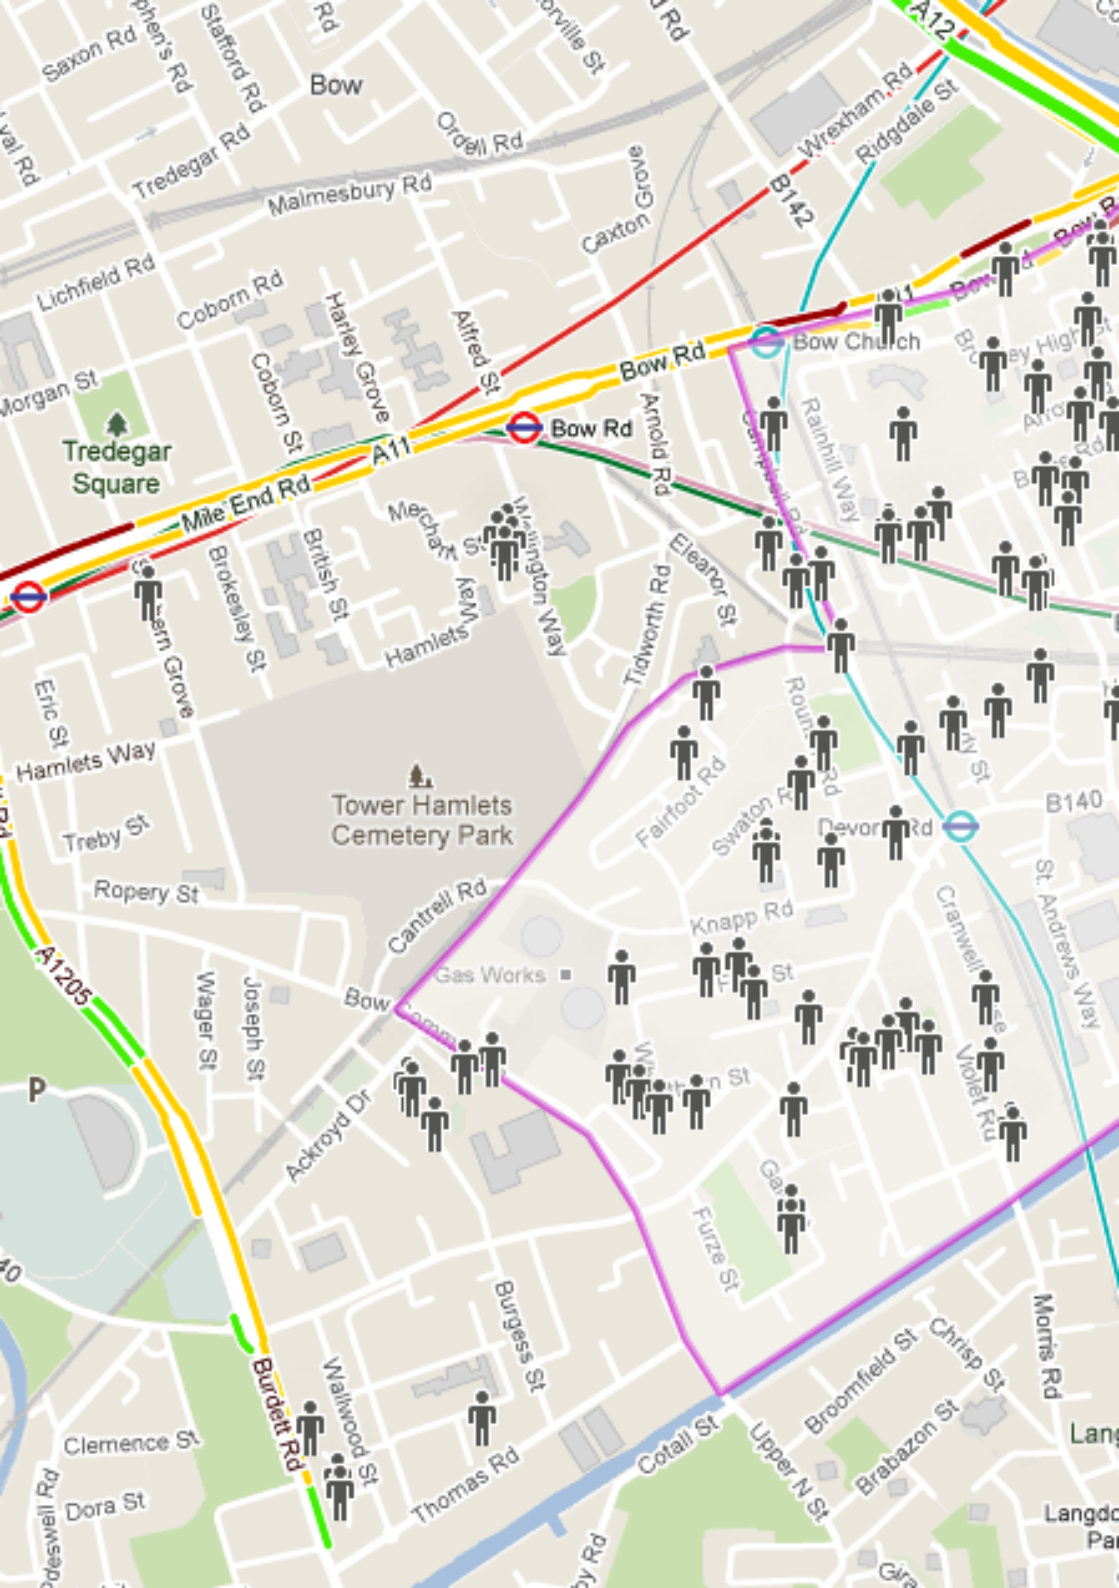 A12
Saxon Rd
Stafford Rd
Rd
Bow
Ordell Rd
Wrexham Rd
Ridgdale St
Tredegar Rd
Malmesbury Rd
Grove
Caxton
B142
Lichfield Rd
Coborn Rd
Harley Grove
Alfred St
Bow Rd
Bow Church
Morgan St
Coborn St
Tredegar
Square
A11
Bow Rd
Arnold Rd
Campbell Rd
Rainhill Way
Mile End Rd
Merchant St
Wellington Way
Eleanor St
Brokesley St
British St
Hamlets Way
Tidworth Rd
Eric St
Hamlets Way
Tower Hamlets
Cemetery Park
Fairfoot Rd
Swaton Rd
B140
Treby St
Ropery St
Cantrell Rd
Knapp Rd
Cranwell
St. Andrews Way
A1205
Gas Works
St
Bow
Wager St
Joseph St
P
Ackroyd Dr
Furze St
Burdett Rd
Wallwood St
Burgess St
Morris Rd
Chrisp St
Broomfield St
Brabazon St
Clemence St
Dora St
Thomas Rd
Cotall St
Upper N St